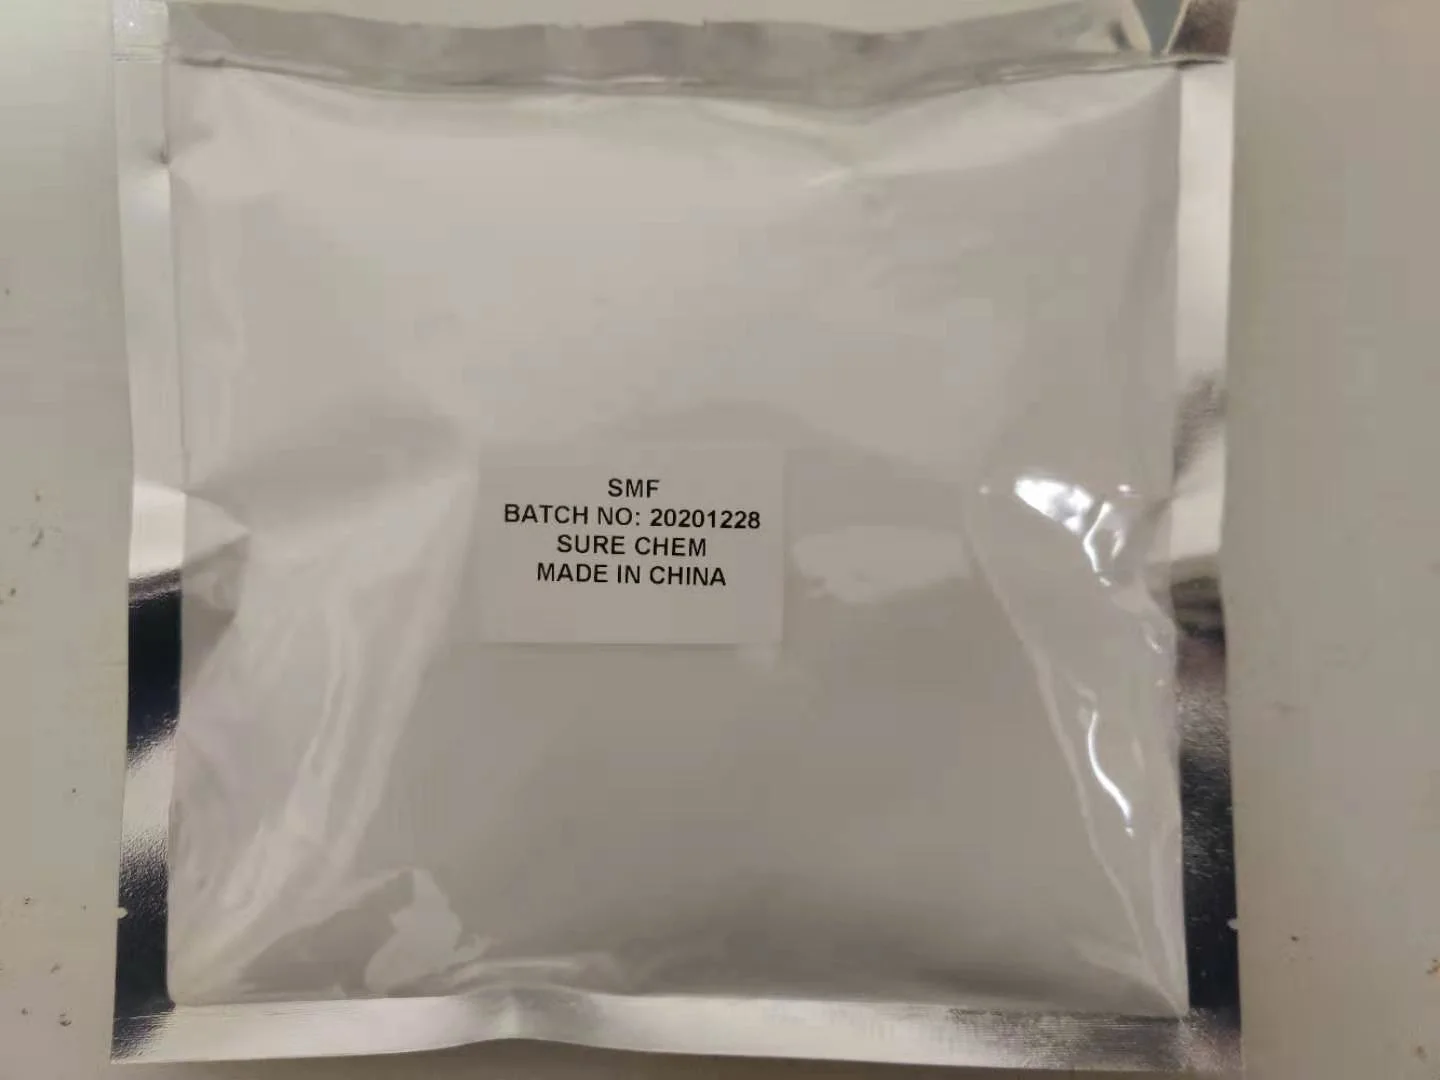 SMF
BATCH NO: 20201228
SURE CHEM
MADE IN CHINA